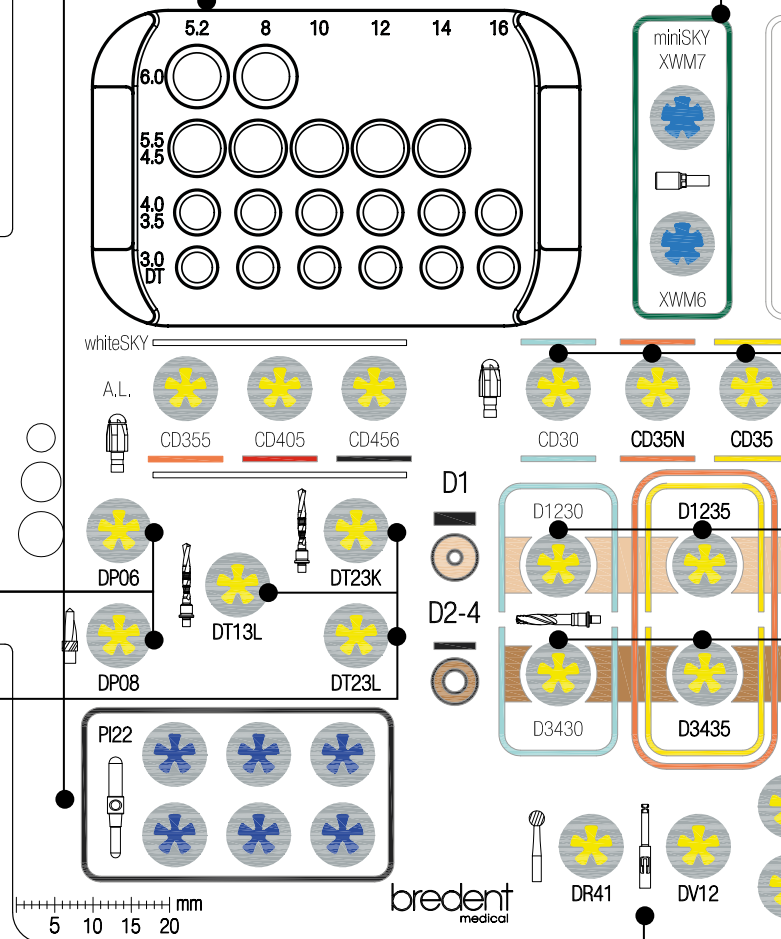 5.2 8 10 12 14 16
6.0
5.5
4.5
4.0
3.5
3.0
DT
miniSKY
XWM7
XWM6
whiteSKY
A.L.
CD355 CD405 CD456
CD30 CD35N CD35
D1
D1230 D1235
DP06 DT23K
DT13L
D2-4
DP08 DT23L
D3430 D3435
PI22
DR41 DV12
mm
5 10 15 20
bredent
medical